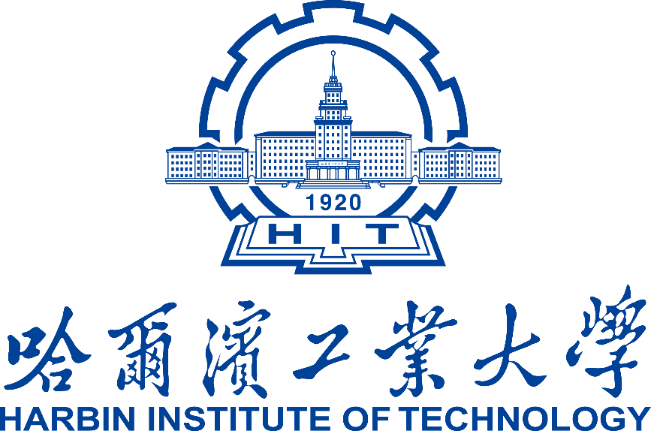 1920
HIT
哈爾濱工業大學
HARBIN INSTITUTE OF TECHNOLOGY